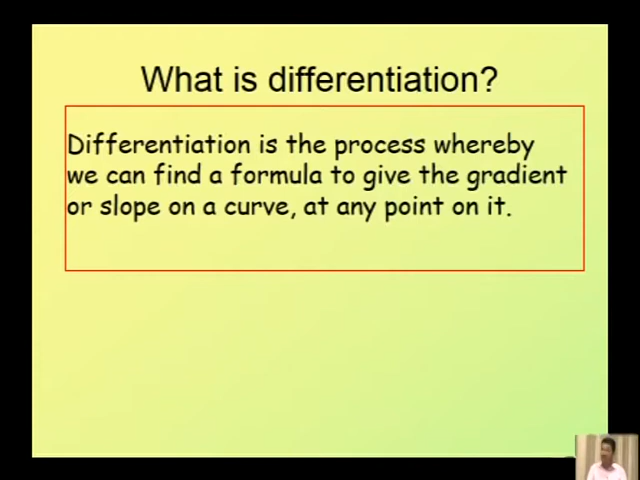 What is differentiation?
Differentiation is the process whereby
we can find a formula to give the gradient
or slope on a curve, at any point on it.